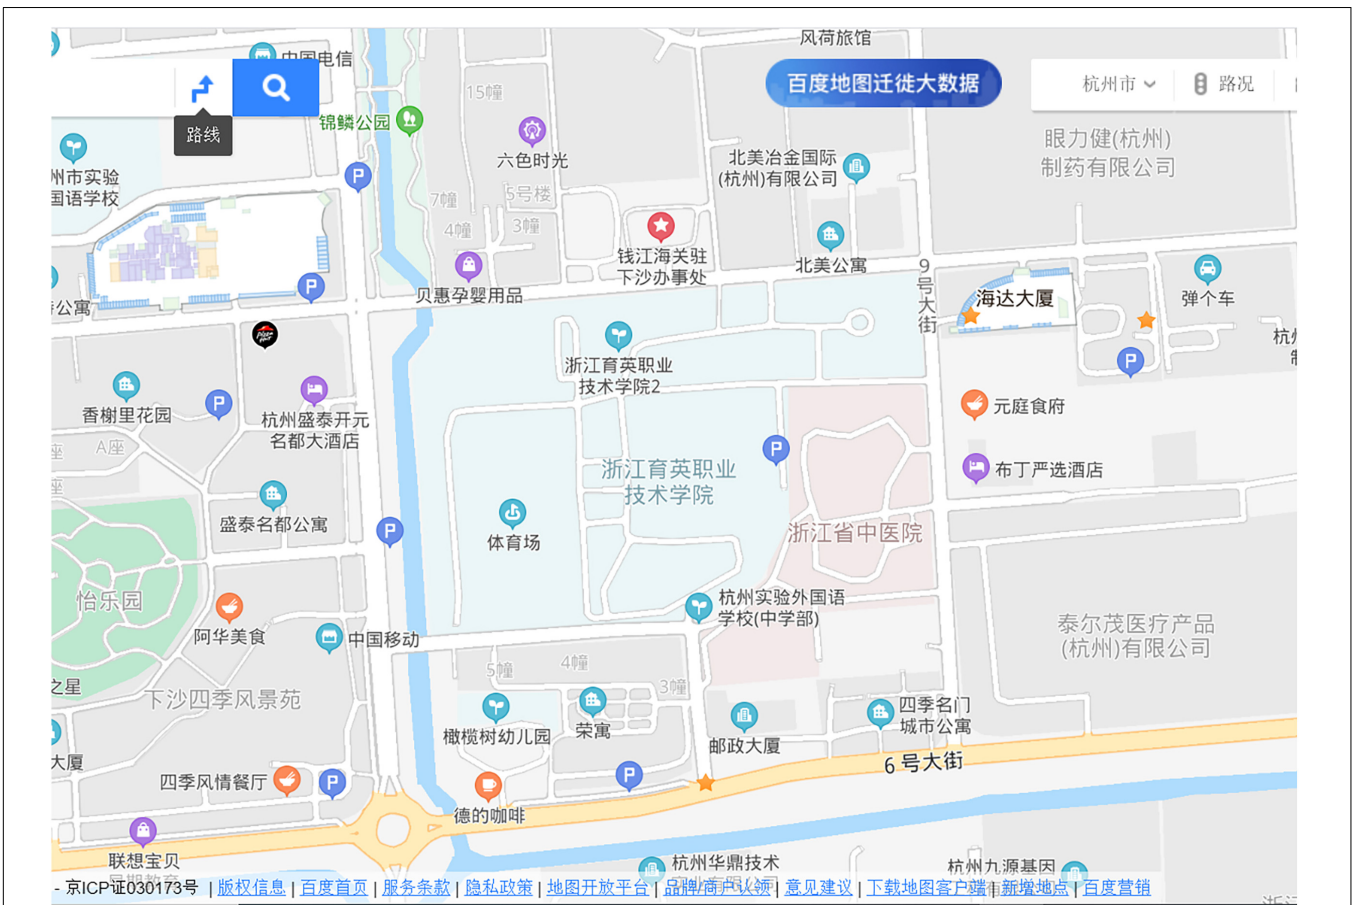 风荷旅馆
中国电信
百度地图迁徙大数据
杭州市
路况
15幢
锦鳞公园
路线
六色时光
北美冶金国际
(杭州)有限公司
眼力健(杭州)
制药有限公司
州市实验
国语学校
7幢
5号楼
4幢
3幢
钱江海关驻
下沙办事处
北美公寓
9号大街
贝惠孕婴用品
海达大厦
弹个车
公寓
浙江育英职业
技术学院2
杭州
制
香榭里花园
杭州盛泰开元
名都大酒店
元庭食府
座
A座
浙江育英职业
技术学院
布丁严选酒店
座
盛泰名都公寓
体育场
浙江省中医院
怡乐园
阿华美食
中国移动
杭州实验外国语
学校(中学部)
泰尔茂医疗产品
(杭州)有限公司
5幢
4幢
3幢
之星
下沙四季风景苑
橄榄树幼儿园
荣寓
邮政大厦
四季名门
城市公寓
大厦
四季风情餐厅
6号大街
德的咖啡
联想宝贝
早期教育
杭州华鼎技术
杭州九源基因
- 京ICP证030173号 | 版权信息 | 百度首页 | 服务条款 | 隐私政策 | 地图开放平台 | 品牌商户认领 | 意见建议 | 下载地图客户端 | 新增地点 | 百度营销